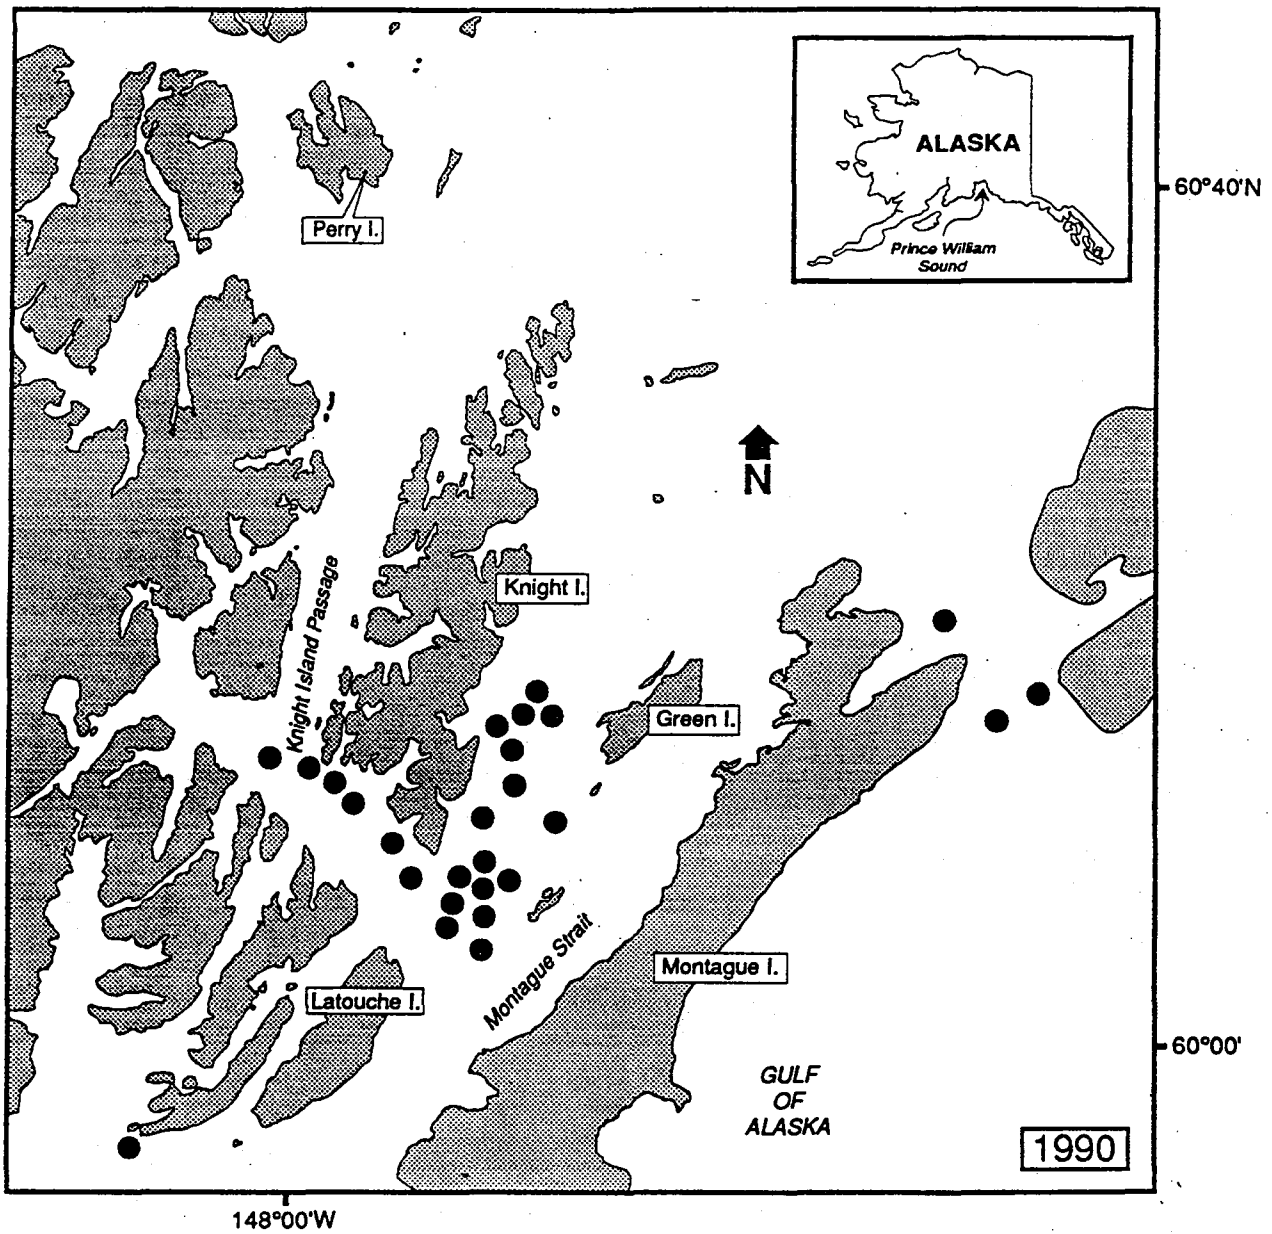 ALASKA
60°40'N
Perry I.
Prince William
Sound
N
Knight I.
Knight Island Passage
Green I.
Montague Strait
Montague I.
Latouche I.
60°00'
GULF
OF
ALASKA
1990
148°00'W